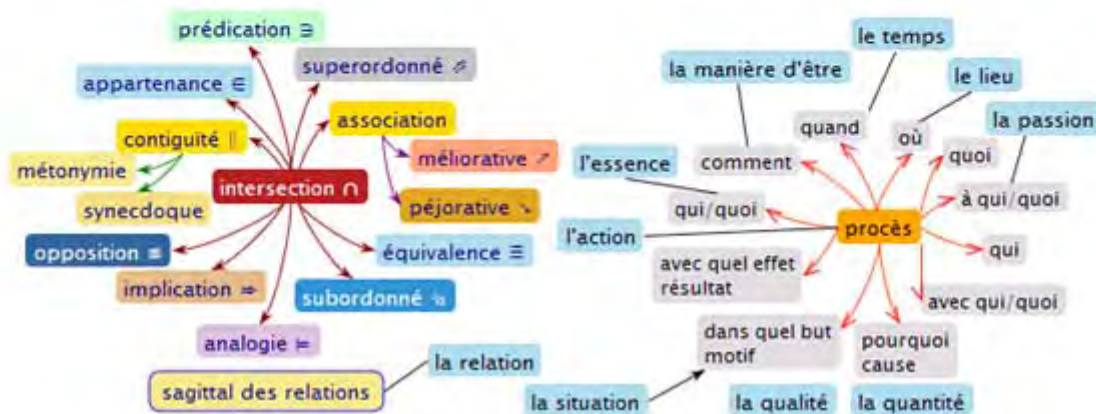 prédication ∋
superordonné ⇗
appartenance ∈
association
contiguïté ||
méliorative ↗
métonymie
intersection ∩
péjorative ↘
synecdoque
opposition
équivalence Ξ
implication ⇒
subordonné
analogie ⊨
la relation
sagittal des relations
le temps
la manière d'être
le lieu
la passion
quand
où
quoi
l'essence
comment
à qui/quoi
qui/quoi
procès
l'action
qui
avec quel effet
résultat
avec qui/quoi
dans quel but
motif
pourquoi
cause
la situation
la qualité
la quantité